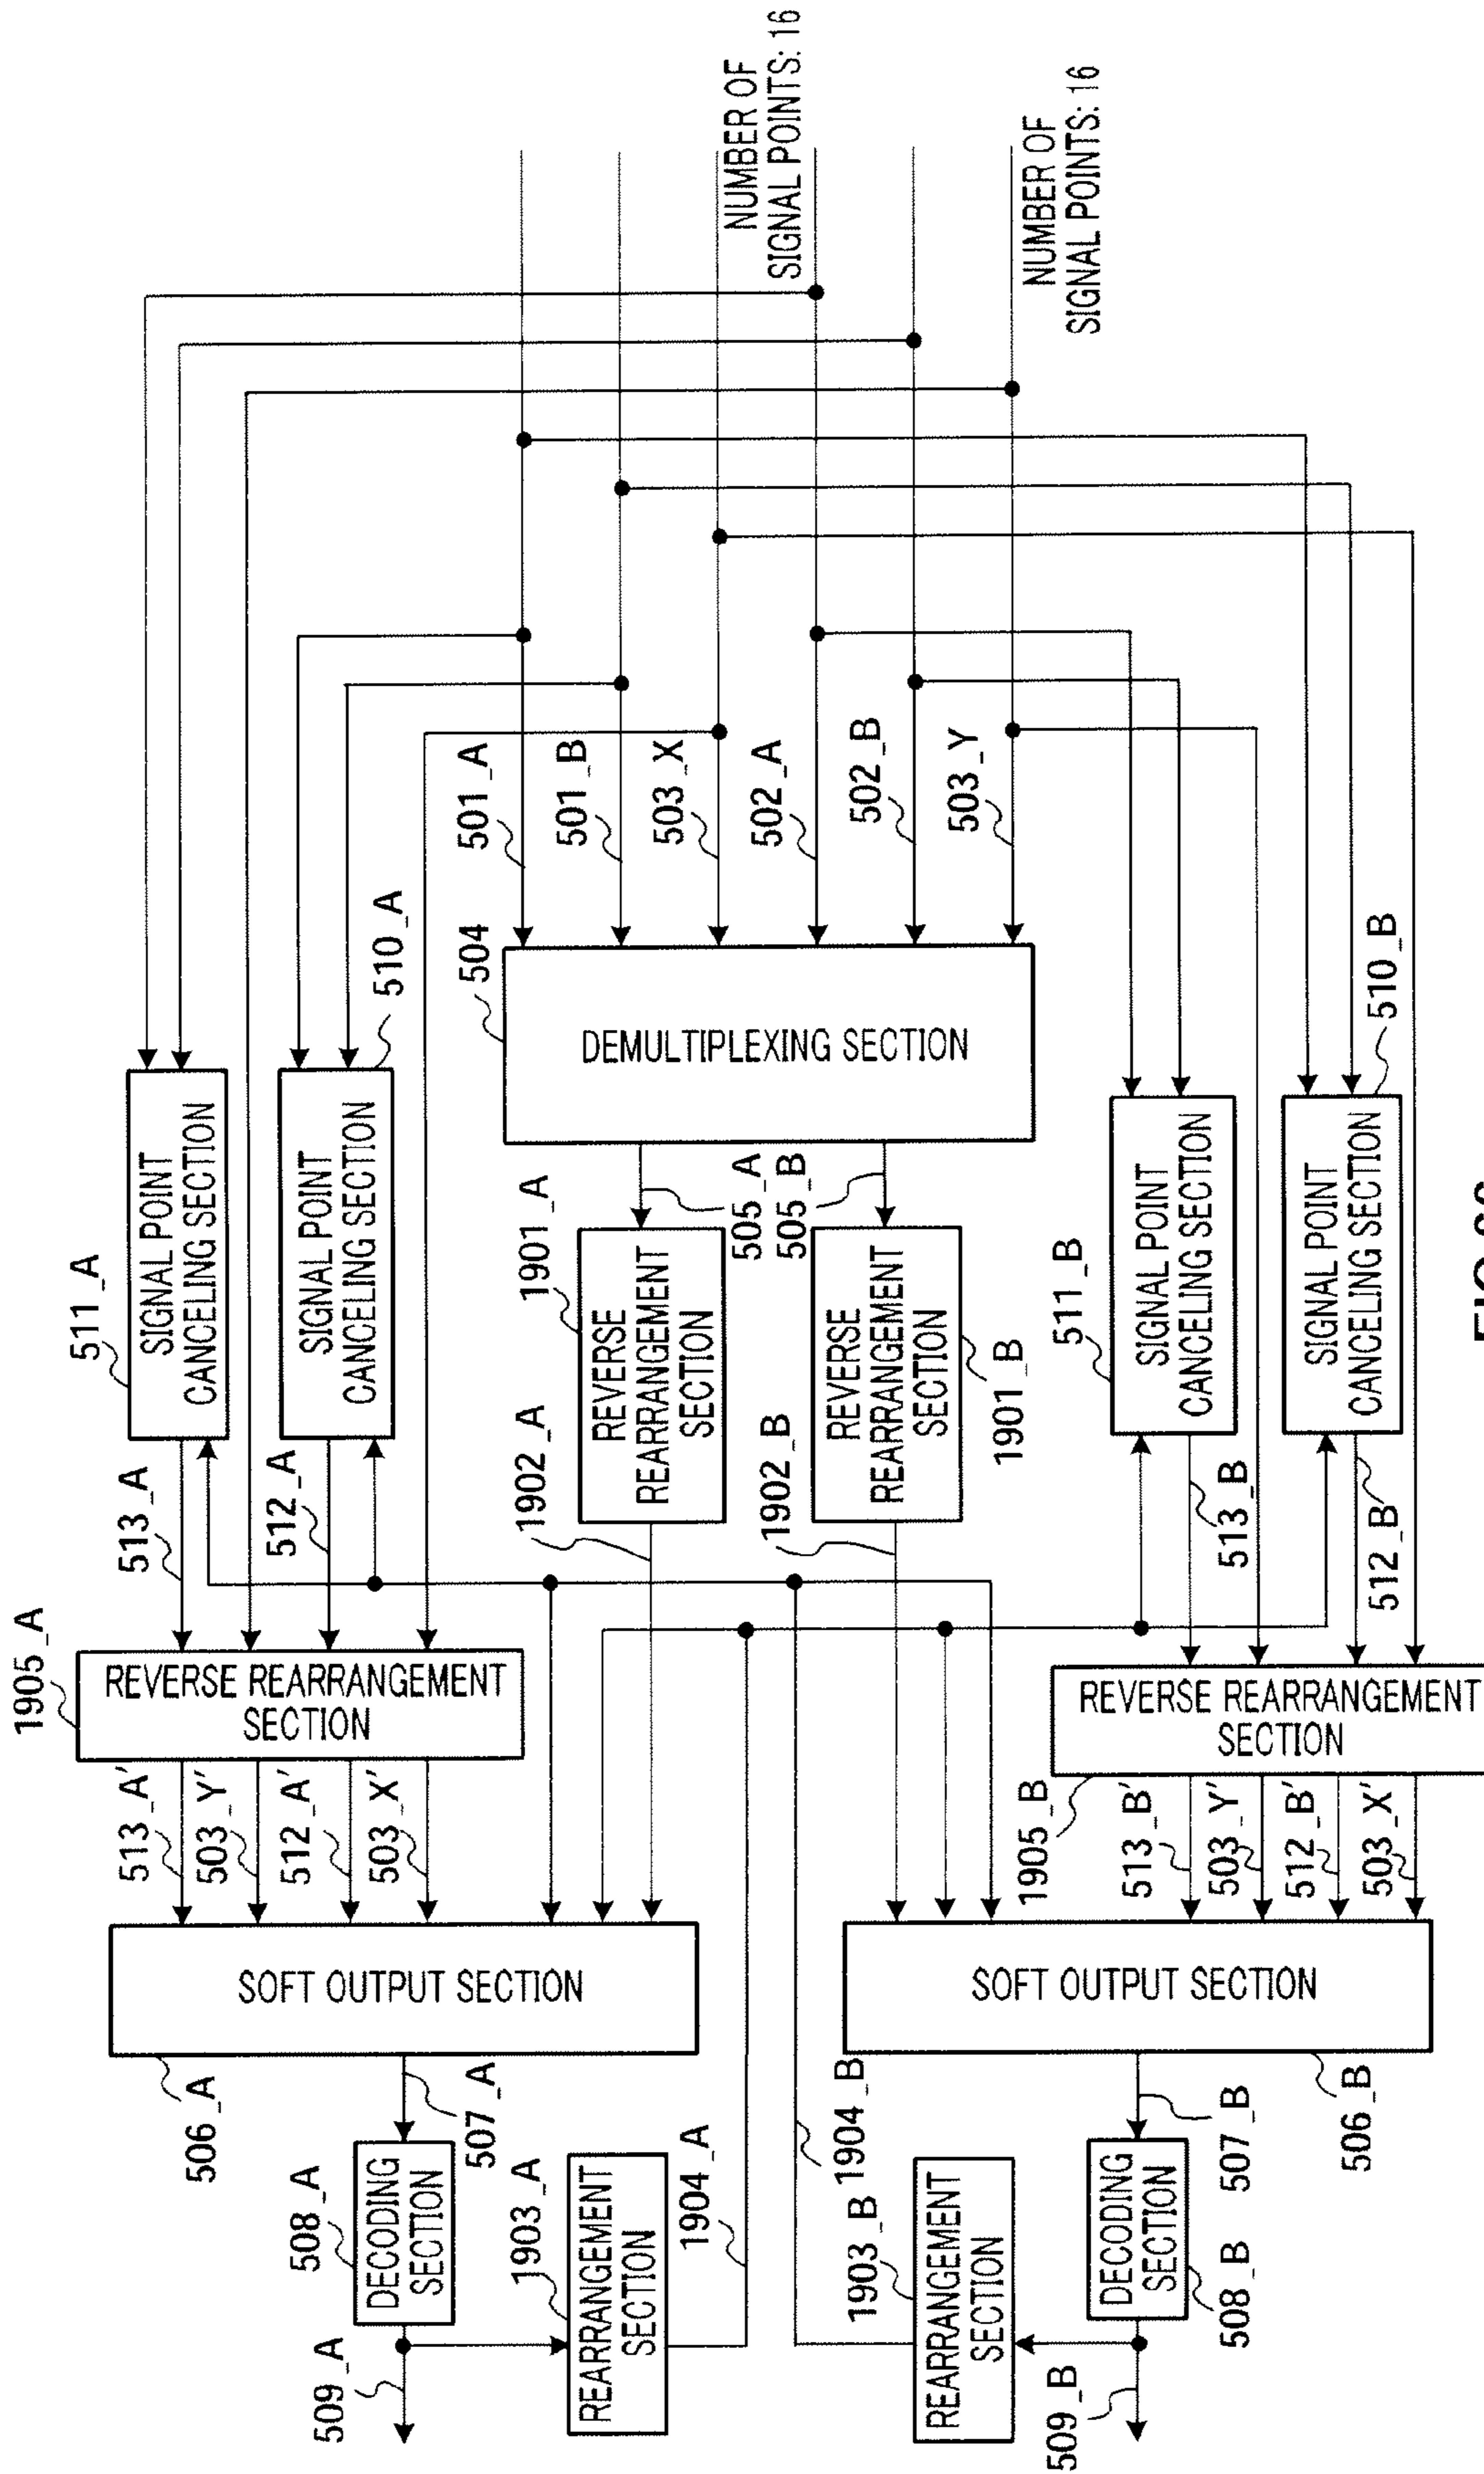 NUMBER OF
SIGNAL POINTS: 16
NUMBER OF
SIGNAL POINTS: 16
501_A
501_B
503_X
502_A
502_B
503_Y
504
DEMULTIPLEXING SECTION
511_A
SIGNAL POINT
CANCELING SECTION
510_A
SIGNAL POINT
CANCELING SECTION
511_B
SIGNAL POINT
CANCELING SECTION
510_B
SIGNAL POINT
CANCELING SECTION
505_A
505_B
1901_A
REVERSE
REARRANGEMENT
SECTION
REVERSE
REARRANGEMENT
SECTION
1901_B
1902_A
1902_B
513_A
512_A
513_B
512_B
1905_A
REVERSE REARRANGEMENT
SECTION
REVERSE REARRANGEMENT
SECTION
1905_B
513_A'
503_Y'
512_A'
503_X'
513_B'
503_Y'
512_B'
503_X'
SOFT OUTPUT SECTION
506_A
SOFT OUTPUT SECTION
506_B
507_A
507_B
508_A
DECODING
SECTION
1903_A
REARRANGEMENT
SECTION
1904_A
509_A
1904_B
1903_B
REARRANGEMENT
SECTION
DECODING
SECTION
508_B
509_B